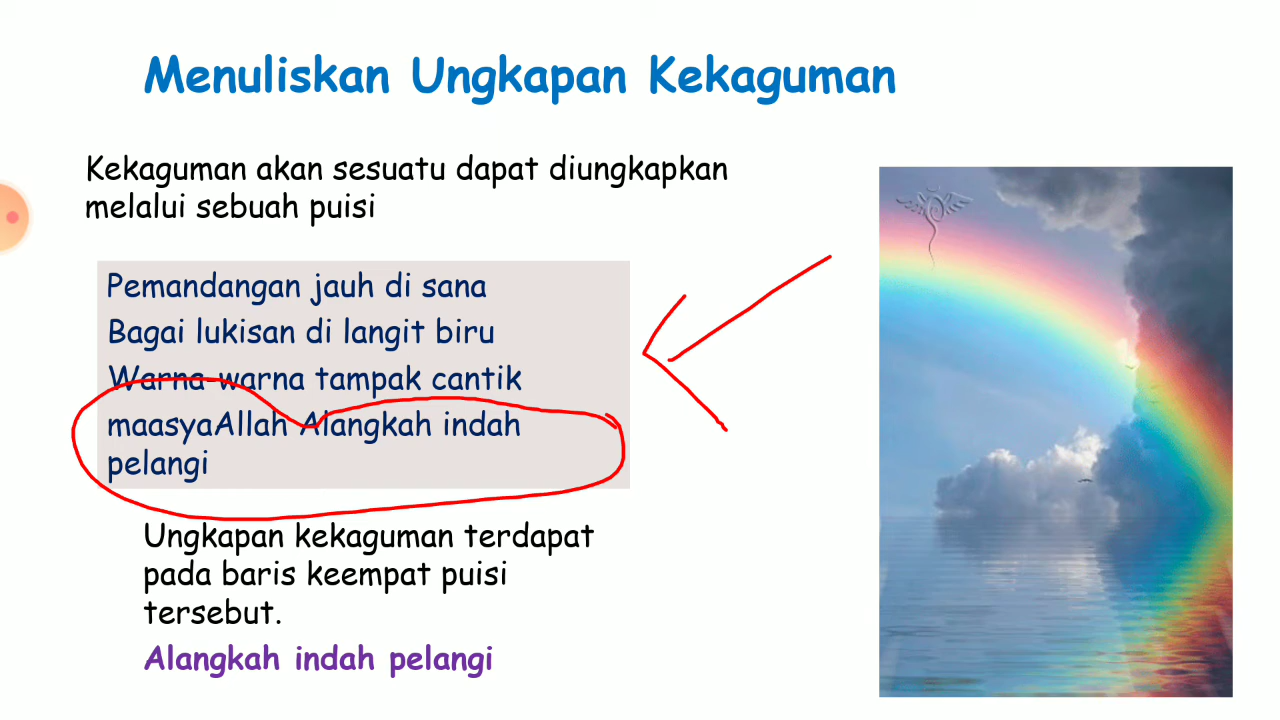 Menuliskan Ungkapan Kekaguman
Kekaguman akan sesuatu dapat diungkapkan
melalui sebuah puisi
Pemandangan jauh di sana
Bagai lukisan di langit biru
Warna-warna tampak cantik
maasyaAllah Alangkah indah
pelangi
Ungkapan kekaguman terdapat
pada baris keempat puisi
tersebut.
Alangkah indah pelangi